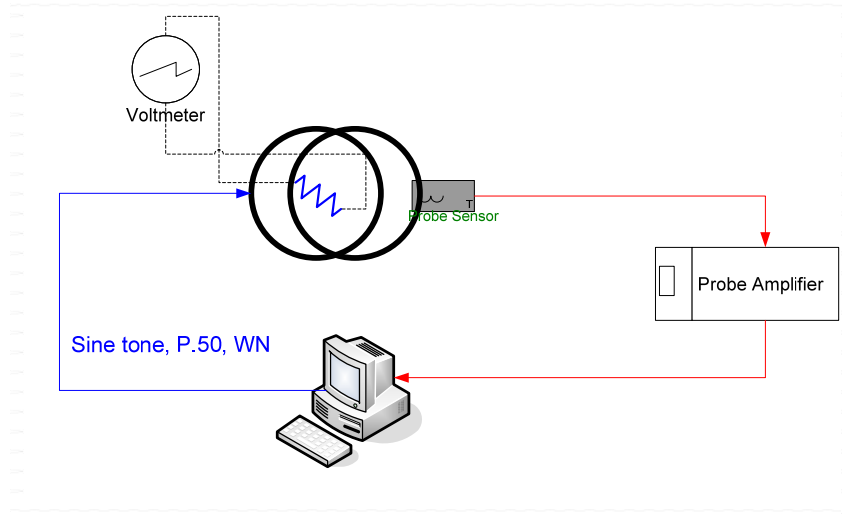 Voltmeter
T
Probe Sensor
Probe Amplifier
Sine tone, P.50, WN